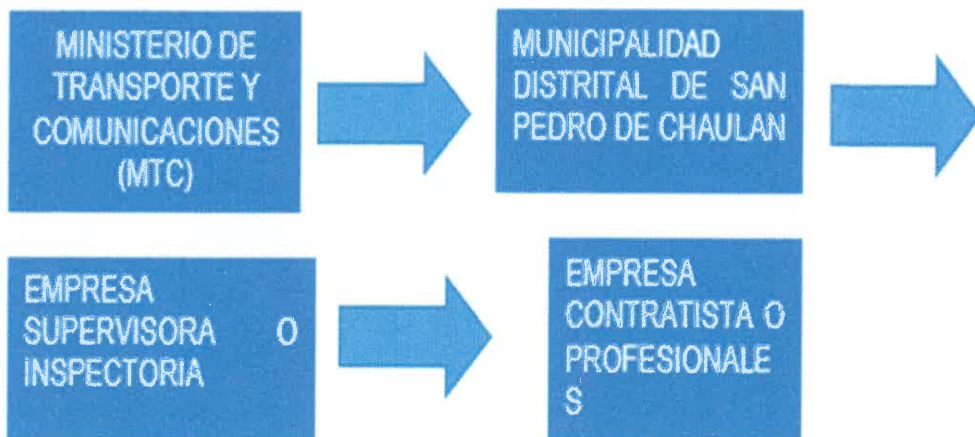 MINISTERIO DE
TRANSPORTE Y
COMUNICACIONES
(MTC)
MUNICIPALIDAD
DISTRITAL DE SAN
PEDRO DE CHAULAN
EMPRESA
SUPERVISORA O
INSPECTORIA
EMPRESA
CONTRATISTA O
PROFESIONALE
S